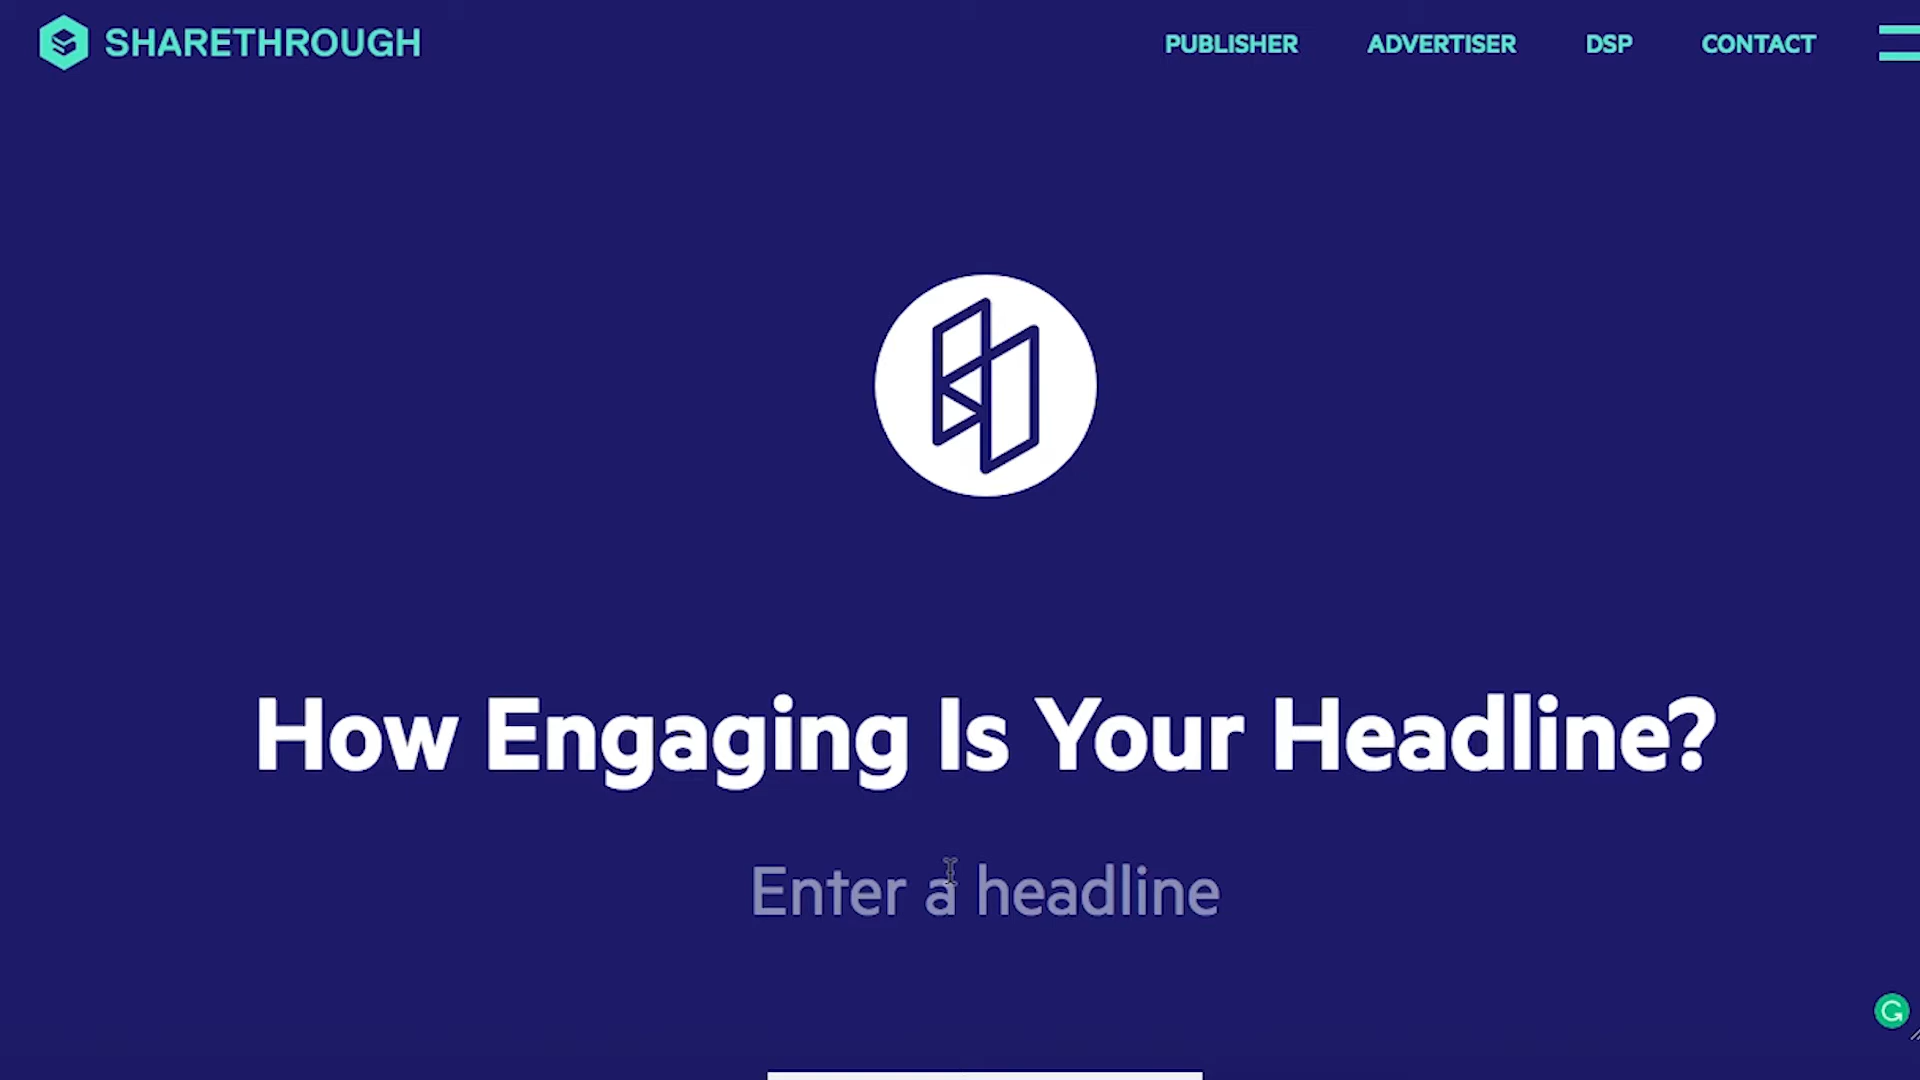 SHARETHROUGH
PUBLISHER ADVERTISER DSP CONTACT
How Engaging Is Your Headline?
Enter a headline